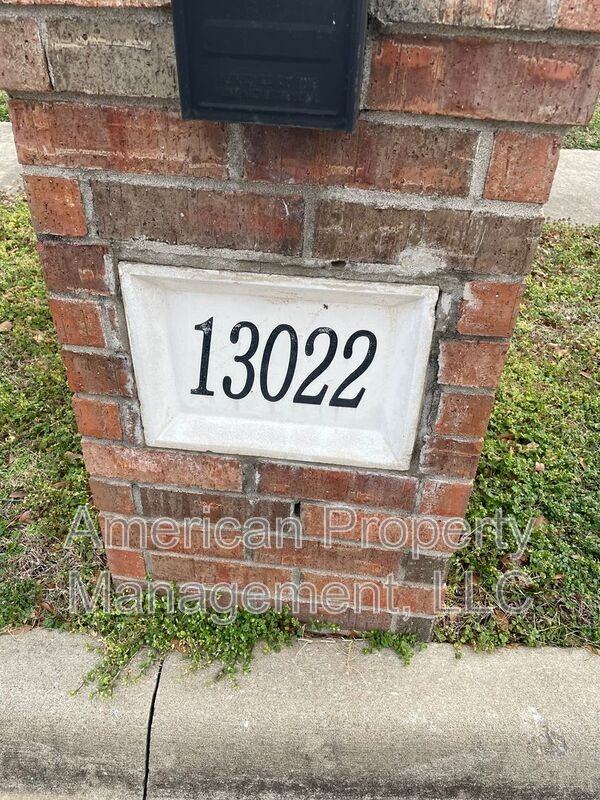 13022
American Property
Management, LLC